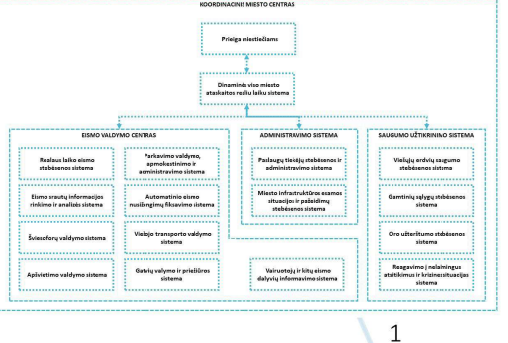 KOORDINACINIS MIESTO CENTRAS
Prieiga miestiečiams
Dinaminė viso miesto
ataskaitos realiu laiku sistema
EISMO VALDYMO CENTRAS
Realaus laiko eismo
stebėsenos sistema
Parkavimo valdymo,
apmokestinimo ir
administravimo sistema
Eismo srautų informacijos
rinkimo ir analizės sistema
Automatinio eismo
nusižengimų fiksavimo sistema
Šviesoforų valdymo sistema
Viešojo transporto valdymo
sistema
Apšvietimo valdymo sistema
Gatvių valymo ir priežiūros
sistema
ADMINISTRAVIMO SISTEMA
Paslaugų tiekėjų stebėsenos ir
administravimo sistema
Miesto infrastruktūros esamos
situacijos ir pažeidimų
stebėsenos sistema
Vairuotojų ir kitų eismo
dalyvių informavimo sistema
SAUGUMO UŽTIKRINIMO SISTEMA
Viešųjų erdvių saugumo
stebėsenos sistema
Gamtinių sąlygų stebėsenos
sistema
Oro užterštumo stebėsenos
sistema
Reagavimo į nelaimingus
atsitikimus ir krizines situacijas
sistema
1